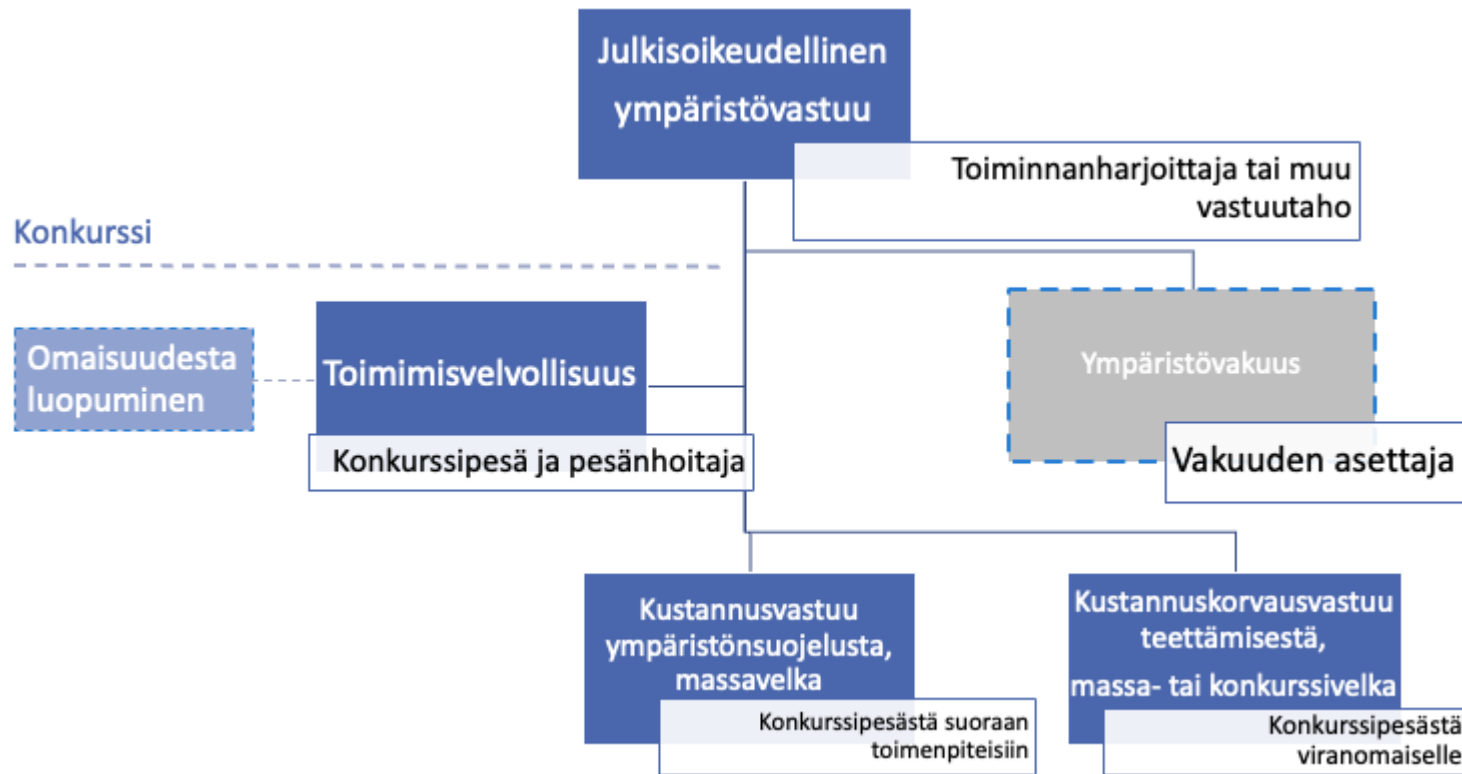 Julkisoikeudellinen
ympäristövastuu
Toiminnanharjoittaja tai muu
vastuutaho
Konkurssi
Omaisuudesta
luopuminen
Toimimisvelvollisuus
Konkurssipesä ja pesänhoitaja
Ympäristövakuus
Vakuuden asettaja
Kustannusvastuu
ympäristönsuojelusta,
massavelka
Konkurssipesästä suoraan
toimenpiteisiin
Kustannuskorvausvastuu
teettämisestä,
massa- tai konkurssivelka
Konkurssipesästä
viranomaiselle